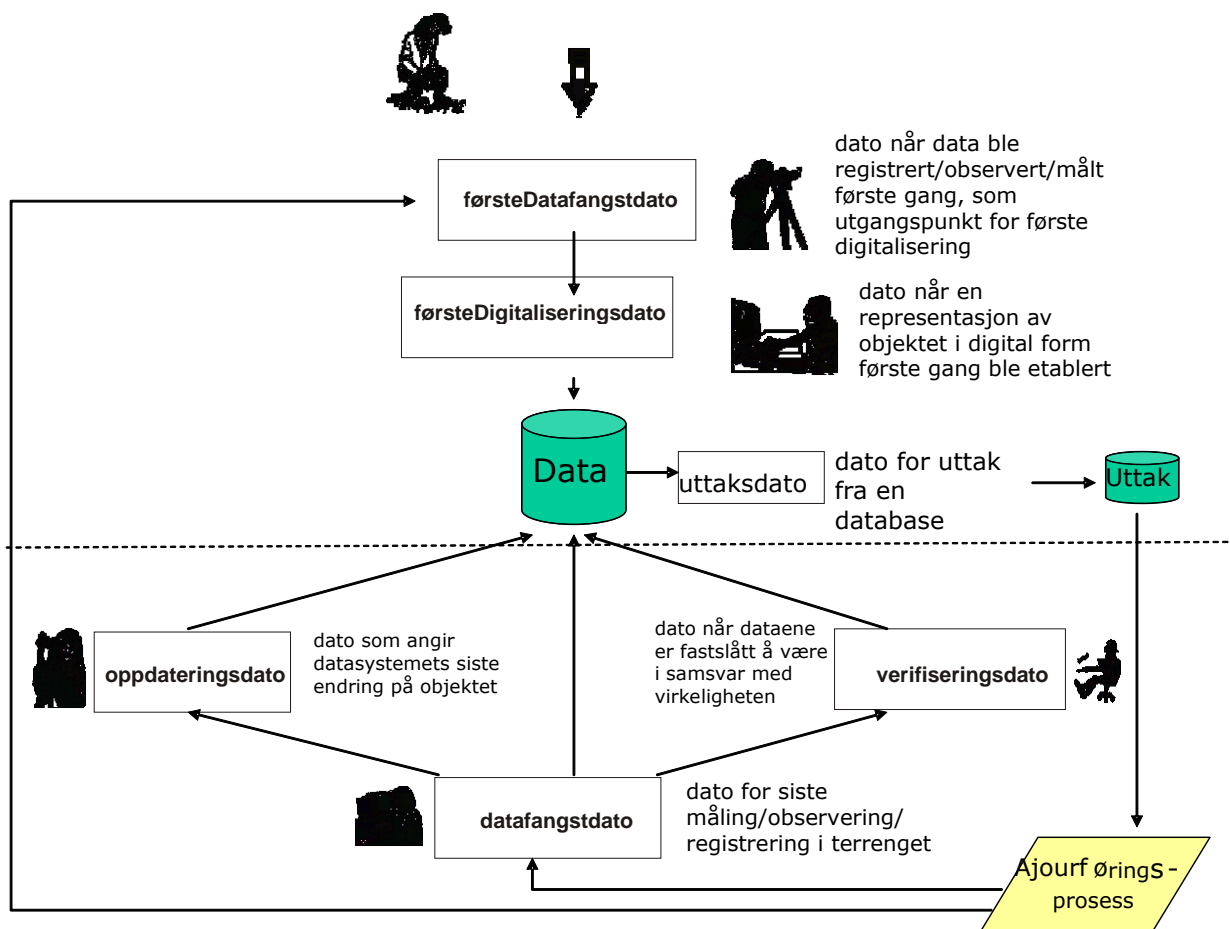 førsteDatafangstdato
dato når data ble
registrert/observert/målt
første gang, som
utgangspunkt for første
digitalisering
førsteDigitaliseringsdato
dato når en
representasjon av
objektet i digital form
første gang ble etablert
Data
uttaksdato
dato for uttak
fra en
database
Uttak
oppdateringsdato
dato som angir
datasystemets siste
endring på objektet
dato når dataene
er fastslått å være
i samsvar med
virkeligheten
verifiseringsdato
datafangstdato
dato for siste
måling/observering/
registrering i terrenget
Ajourf ørings -
prosess